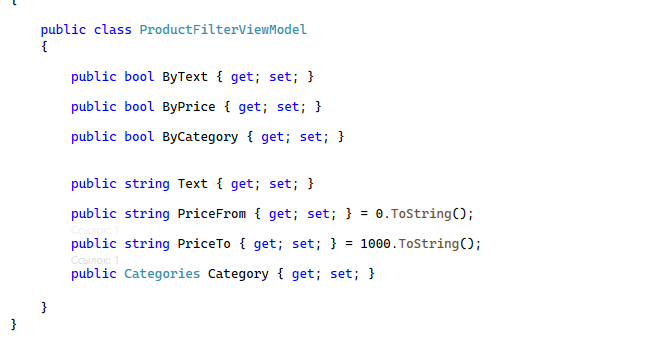 {
public class ProductFilterViewModel
{
public bool ByText { get; set; }
public bool ByPrice { get; set; }
public bool ByCategory { get; set; }
public string Text { get; set; }
public string PriceFrom { get; set; } = 0.ToString();
Ссылок: 1
public string PriceTo { get; set; } = 1000.ToString();
Ссылок: 1
public Categories Category { get; set; }
}
}